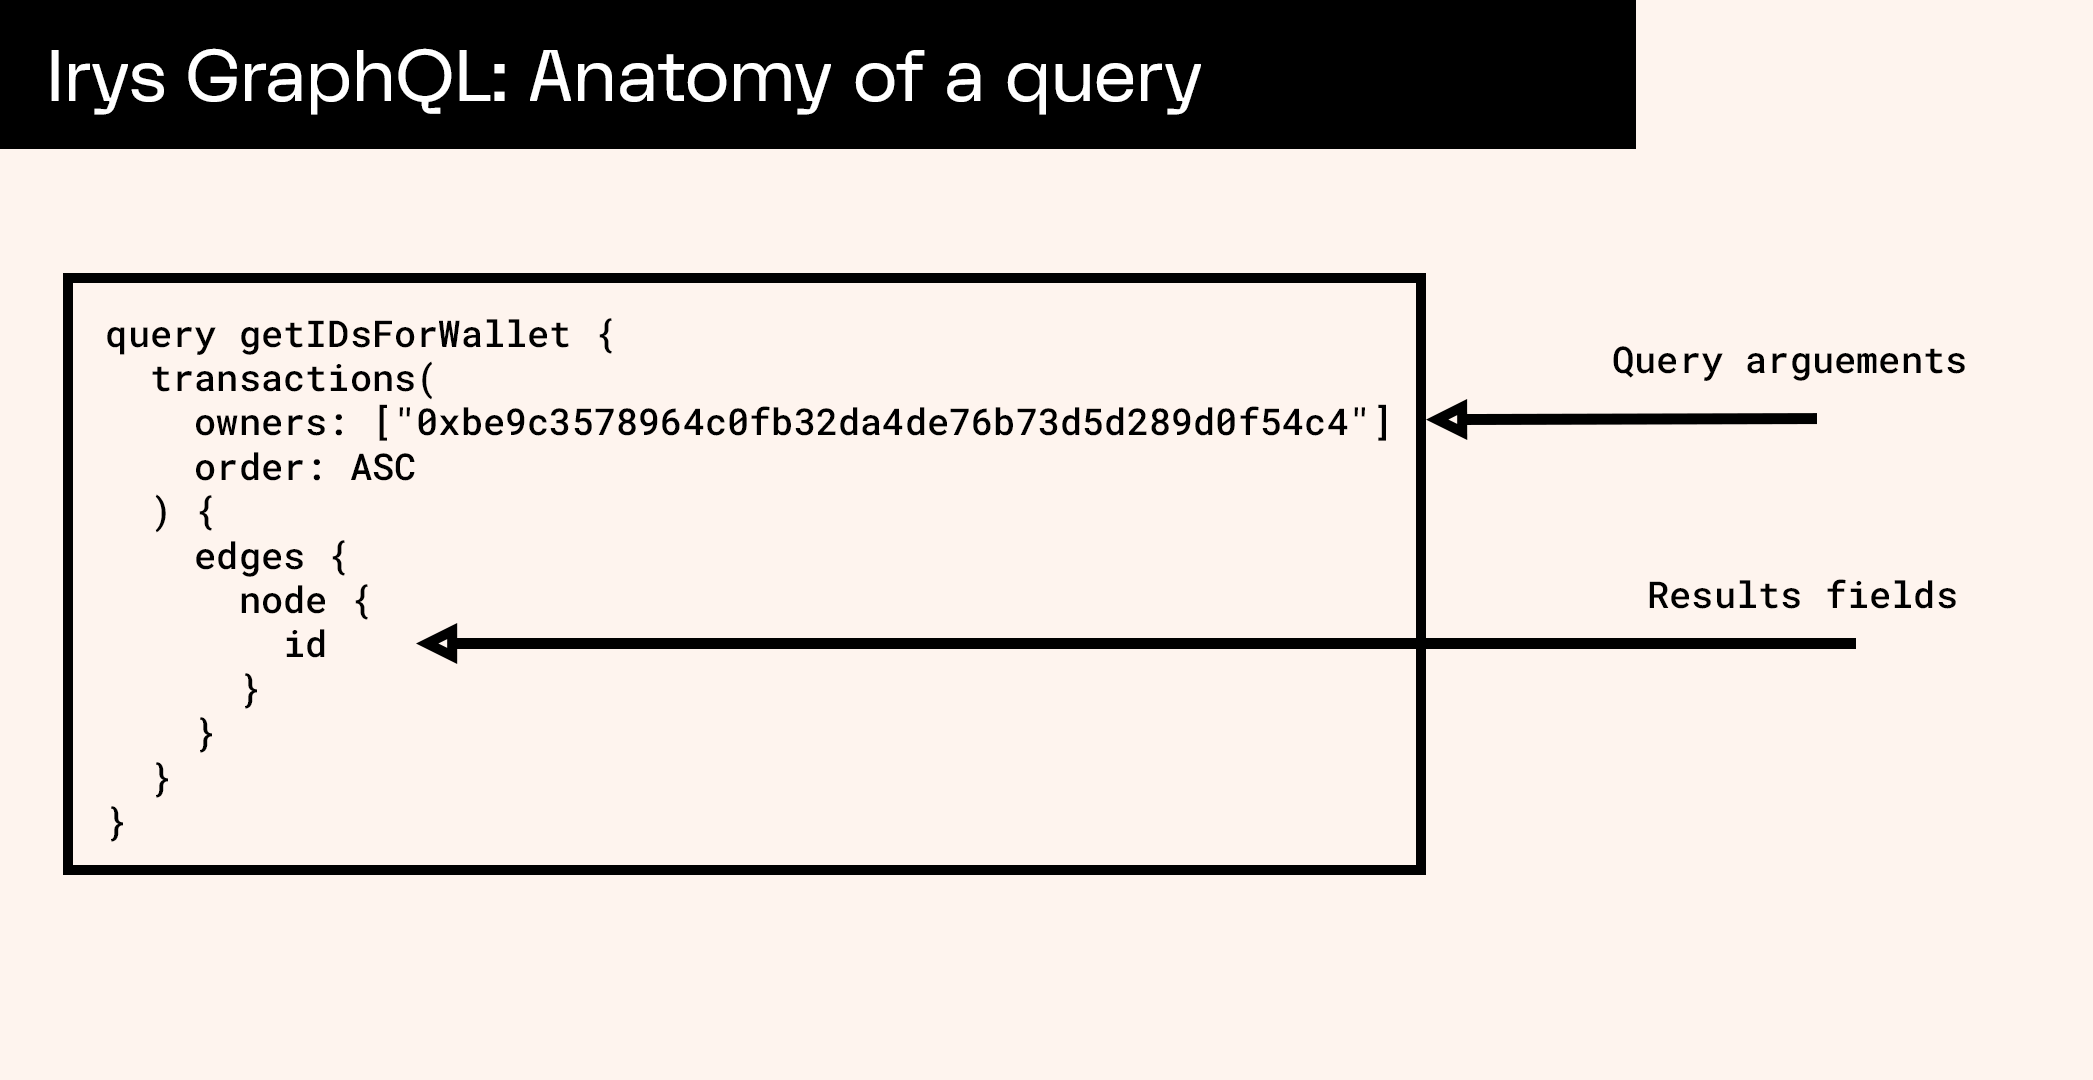 Irys GraphQL: Anatomy of a query
query getIDsForWallet {
  transactions(
    owners: ["0xbe9c3578964c0fb32da4de76b73d5d289d0f54c4"]
    order: ASC
  ) {
    edges {
      node {
        id
      }
    }
  }
}
Query arguements
Results fields